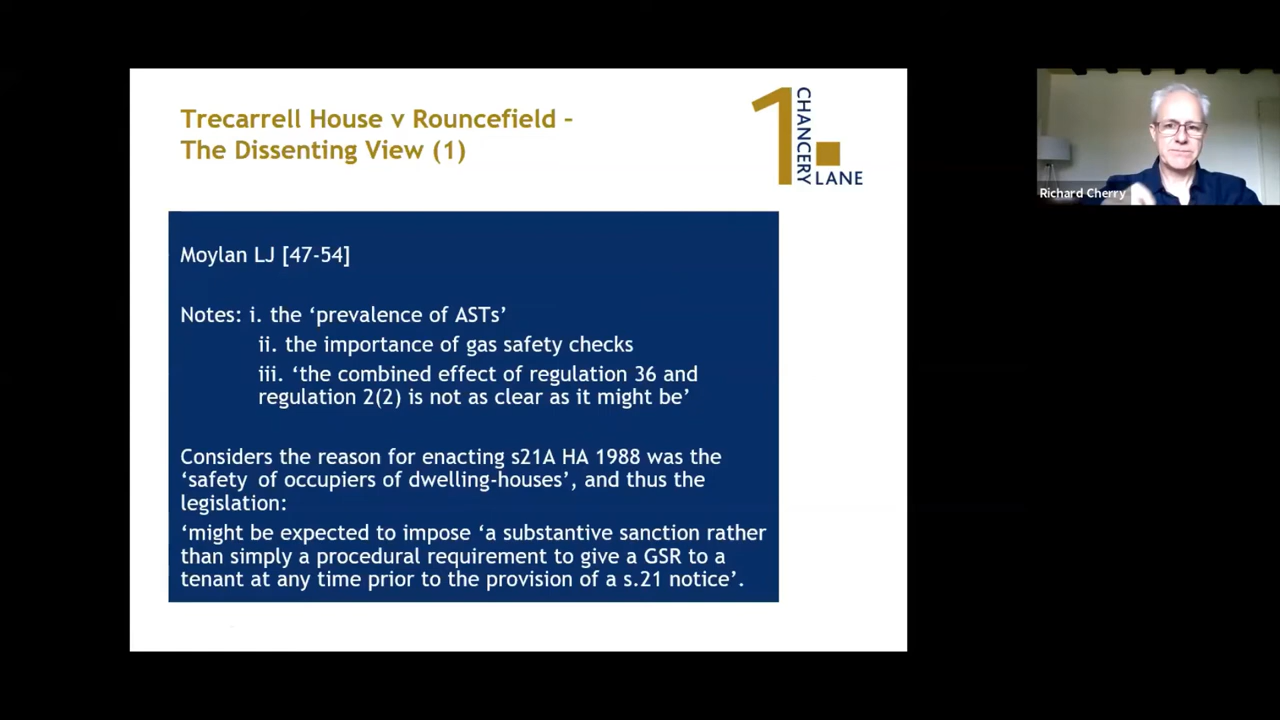 Trecarrell House v Rouncefield –
The Dissenting View (1)
1 CHANCERY LANE
Moylan LJ [47-54]
Notes: i. the ‘prevalence of ASTs’
ii. the importance of gas safety checks
iii. ‘the combined effect of regulation 36 and
regulation 2(2) is not as clear as it might be’
Considers the reason for enacting s21A HA 1988 was the
‘safety of occupiers of dwelling-houses’, and thus the
legislation:
‘might be expected to impose ‘a substantive sanction rather
than simply a procedural requirement to give a GSR to a
tenant at any time prior to the provision of a s.21 notice’.
Richard Cherry